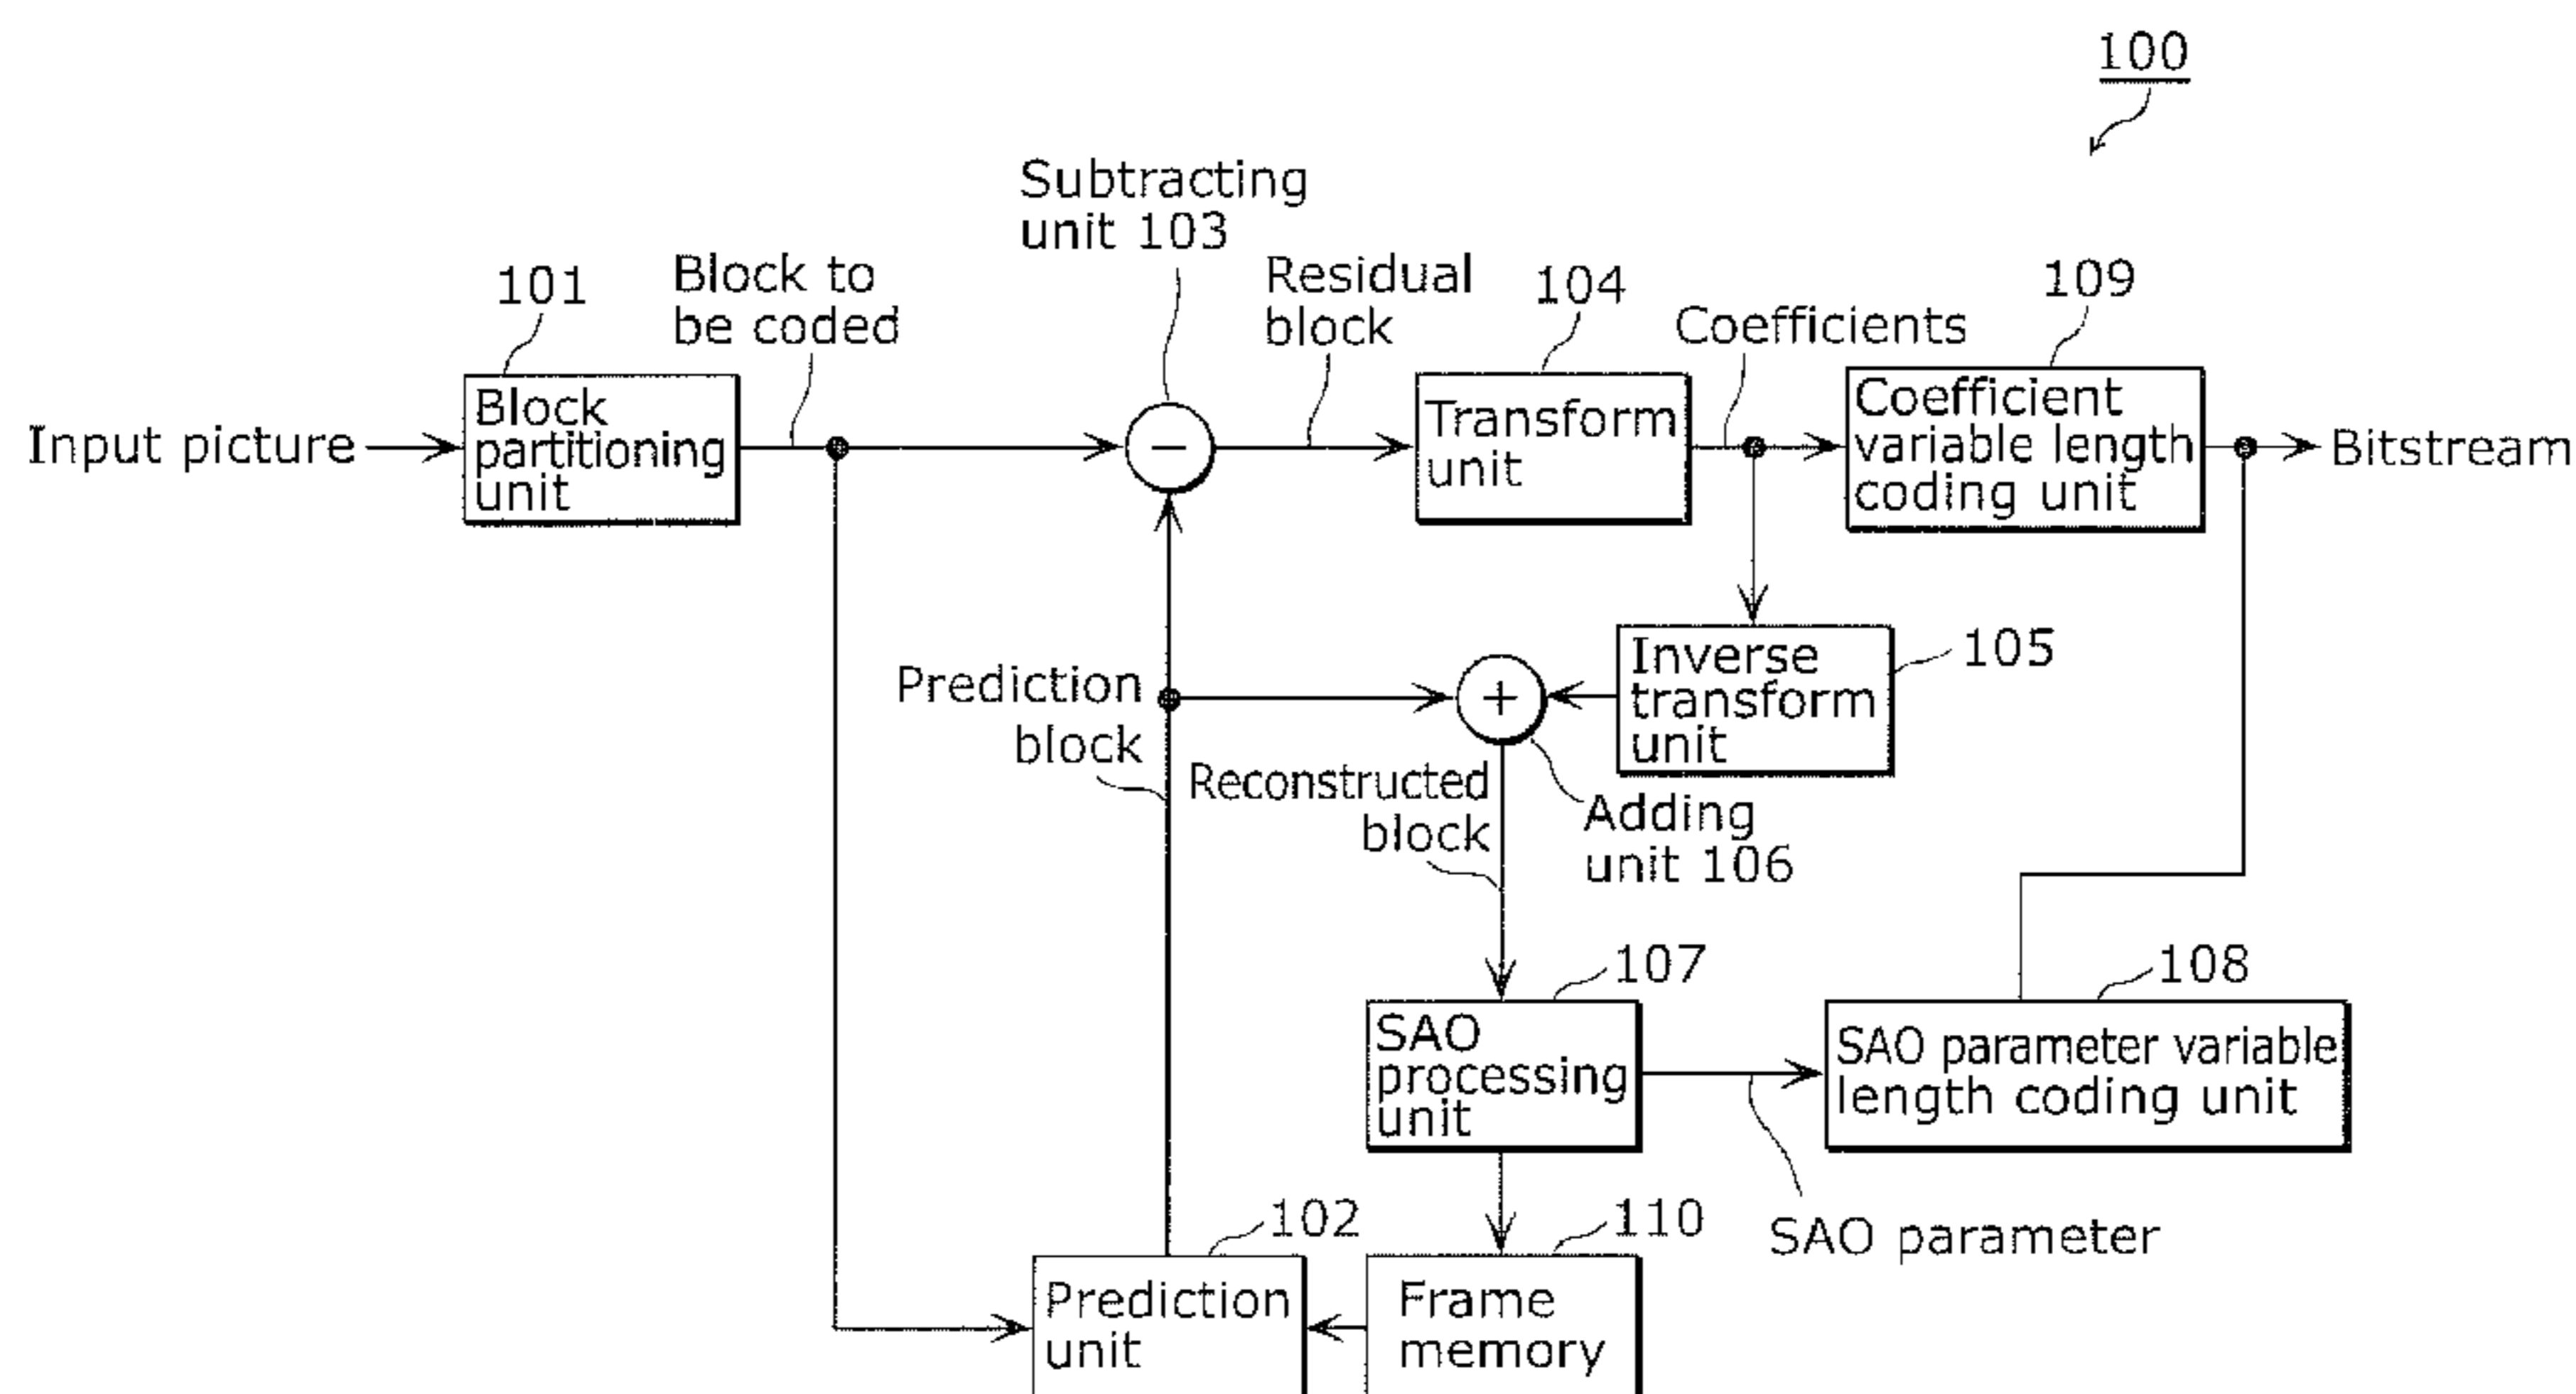 100
Subtracting
unit 103
101
Block to
be coded
Residual
block
104
Coefficients
109
Input picture
Block
partitioning
unit
−
Transform
unit
Coefficient
variable length
coding unit
Bitstream
Prediction
block
+
Inverse
transform
unit
105
Reconstructed
block
Adding
unit 106
107
SAO
processing
unit
108
SAO parameter variable
length coding unit
SAO parameter
102
Prediction
unit
110
Frame
memory